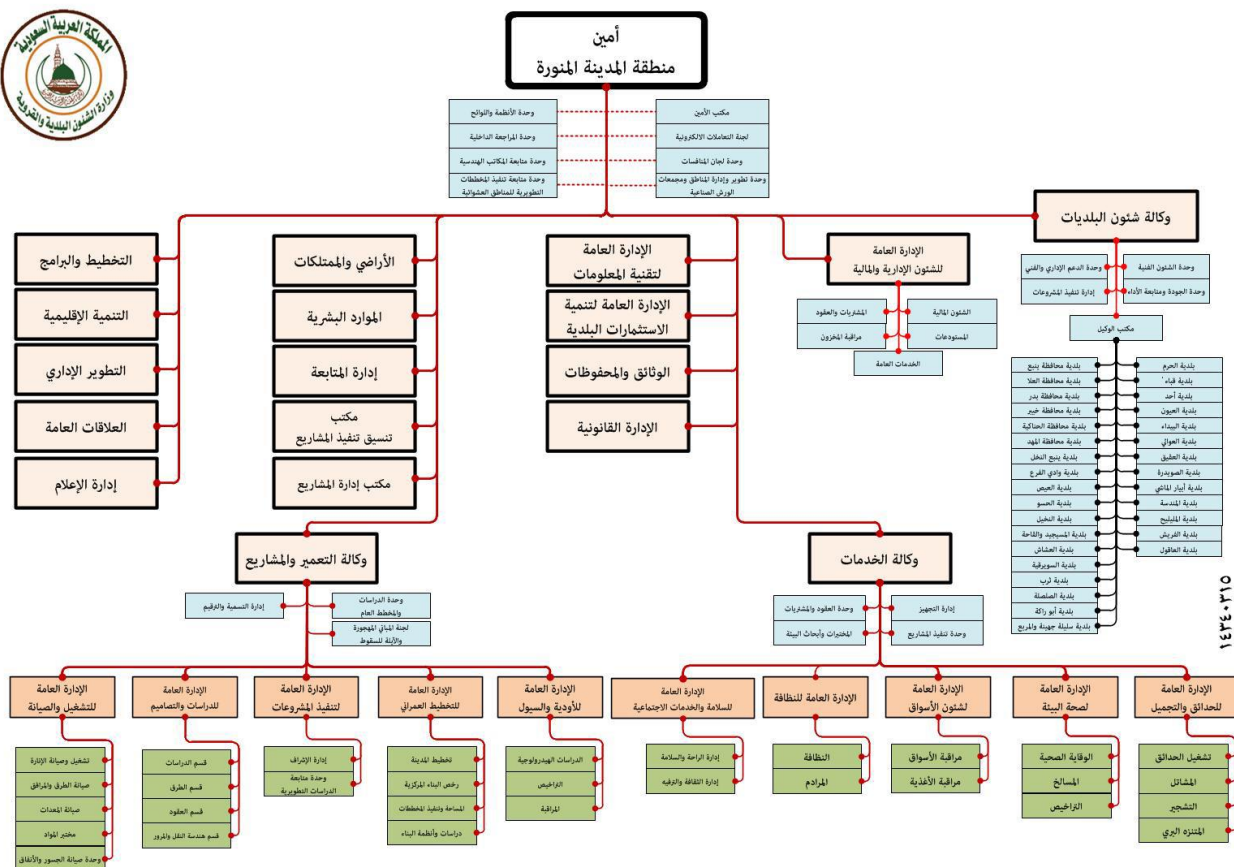 المملكة العربية السعودية
وزارة الشئون البلدية والقروية
أمين
منطقة المدينة المنورة
مكتب الأمين
وحدة الأنظمة واللوائح
لجنة التعاملات الالكترونية
وحدة المراجعة الداخلية
وحدة لجان المنافسات
وحدة متابعة المكاتب الهندسية
وحدة تطوير وإدارة المناطق ومجمعات
الورش الصناعية
وحدة متابعة تنفيذ المخططات
التطويرية للمناطق العشوائية
وكالة شئون البلديات
وحدة الشئون الفنية
وحدة الدعم الإداري والفني
وحدة الجودة ومتابعة الأداء
إدارة تنفيذ المشروعات
مكتب الوكيل
بلدية الحرم
بلدية قباء
بلدية أحد
بلدية العيون
بلدية البيداء
بلدية العوالي
بلدية العقيق
بلدية الصويدرة
بلدية أبيار الماشي
بلدية المندسة
بلدية المليليح
بلدية الفريش
بلدية العاقول
بلدية محافظة ينبع
بلدية محافظة العلا
بلدية محافظة بدر
بلدية محافظة خيبر
بلدية محافظة الحناكية
بلدية محافظة المهد
بلدية ينبع النخل
بلدية وادي الفرع
بلدية العيص
بلدية الحسو
بلدية النخيل
بلدية المسيجيد والقاحة
بلدية العشاش
بلدية السويرقية
بلدية ثرب
بلدية الصلصلة
بلدية أبو راكة
بلدية سليلة جهينة والمربع
الإدارة العامة
للشئون الإدارية والمالية
الشئون المالية
المشتريات والعقود
المستودعات
مراقبة المخزون
الخدمات العامة
الإدارة العامة
لتقنية المعلومات
الإدارة العامة لتنمية
الاستثمارات البلدية
الوثائق والمحفوظات
الإدارة القانونية
الأراضي والممتلكات
الموارد البشرية
إدارة المتابعة
مكتب
تنسيق تنفيذ المشاريع
مكتب إدارة المشاريع
التخطيط والبرامج
التنمية الإقليمية
التطوير الإداري
العلاقات العامة
إدارة الإعلام
وكالة الخدمات
إدارة التجهيز
وحدة العقود والمشتريات
وحدة تنفيذ المشاريع
المختبرات وأبحاث البيئة
وكالة التعمير والمشاريع
وحدة الدراسات
والمخطط العام
إدارة التسمية والترقيم
لجنة المباني المهجورة
والآيلة للسقوط
الإدارة العامة
للحدائق والتجميل
تشغيل الحدائق
المشاتل
التشجير
المتنزه البري
الإدارة العامة
لصحة البيئة
الوقاية الصحية
المسالخ
التراخيص
الإدارة العامة
لشئون الأسواق
مراقبة الأسواق
مراقبة الأغذية
الإدارة العامة للنظافة
النظافة
المرادم
الإدارة العامة
للسلامة والخدمات الاجتماعية
إدارة الراحة والسلامة
إدارة الثقافة والترفيه
الإدارة العامة
للأودية والسيول
الدراسات الهيدرولوجية
التراخيص
المراقبة
الإدارة العامة
للتخطيط العمراني
تخطيط المدينة
رخص البناء المركزية
المساحة وتنفيذ المخططات
دراسات وأنظمة البناء
الإدارة العامة
لتنفيذ المشروعات
إدارة الإشراف
وحدة متابعة
الدراسات التطويرية
الإدارة العامة
للدراسات والتصاميم
قسم الدراسات
قسم الطرق
قسم العقود
قسم هندسة النقل والمرور
الإدارة العامة
للتشغيل والصيانة
تشغيل وصيانة الإنارة
صيانة الطرق والمرافق
صيانة المعدات
مختبر المواد
وحدة صيانة الجسور والأنفاق
١٤٣٤٠٣١٥